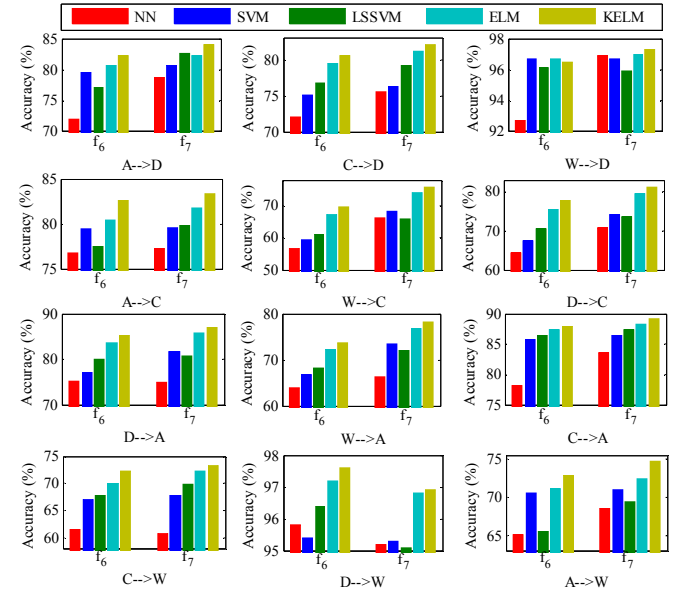 NN SVM LSSVM ELM KELM
Accuracy (%) 85 80 75 70 f6 f7 A-->D
Accuracy (%) 85 80 75 70 f6 f7 C-->D
Accuracy (%) 98 96 94 92 f6 f7 W-->D
Accuracy (%) 85 80 75 f6 f7 A-->C
Accuracy (%) 70 60 50 f6 f7 W-->C
Accuracy (%) 80 70 60 f6 f7 D-->C
Accuracy (%) 90 80 70 f6 f7 D-->A
Accuracy (%) 80 70 60 f6 f7 W-->A
Accuracy (%) 90 85 80 75 f6 f7 C-->A
Accuracy (%) 75 70 65 60 f6 f7 C-->W
Accuracy (%) 98 97 96 95 f6 f7 D-->W
Accuracy (%) 75 70 65 f6 f7 A-->W